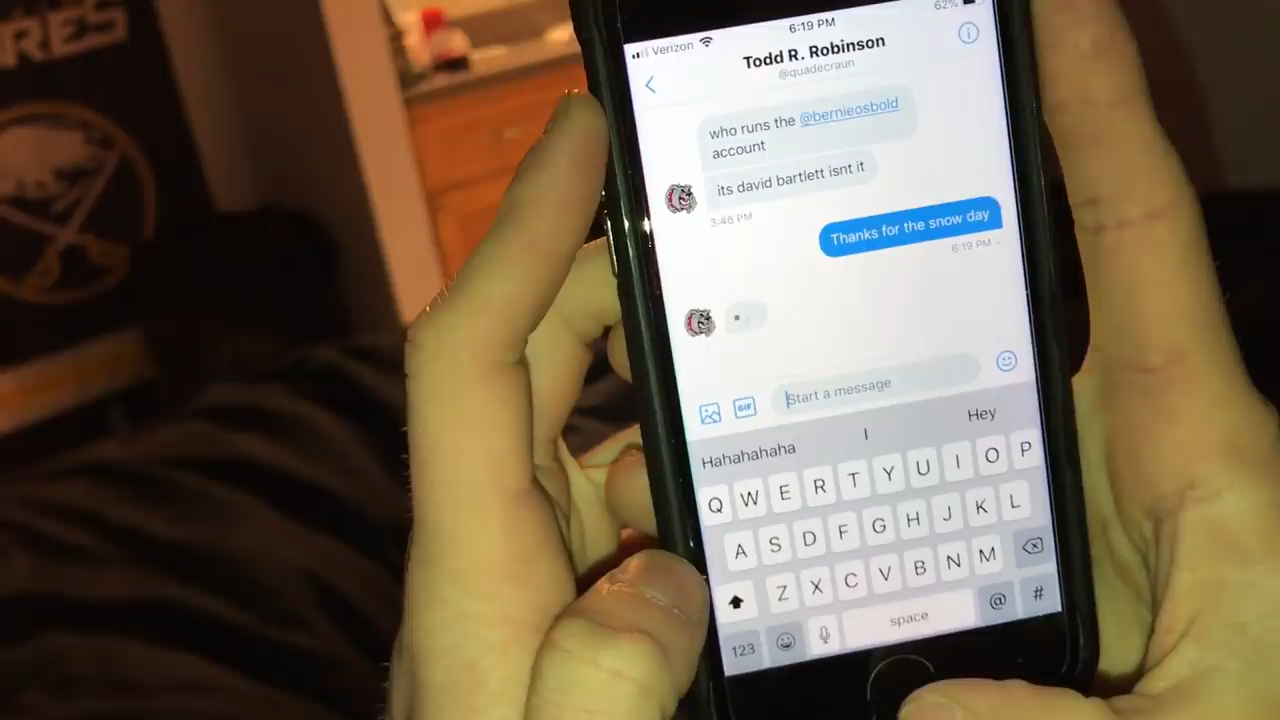 RES
Verizon
6:19 PM
62%
Todd R. Robinson
@quadecraun
who runs the @bernieosbold
account
its david bartlett isnt it
3:46 PM
Thanks for the snow day
6:19 PM
GIF
Start a message
Hahahahaha
I
Hey
Q W E R T Y U I O P
A S D F G H J K L
Z X C V B N M
123
space
@
#